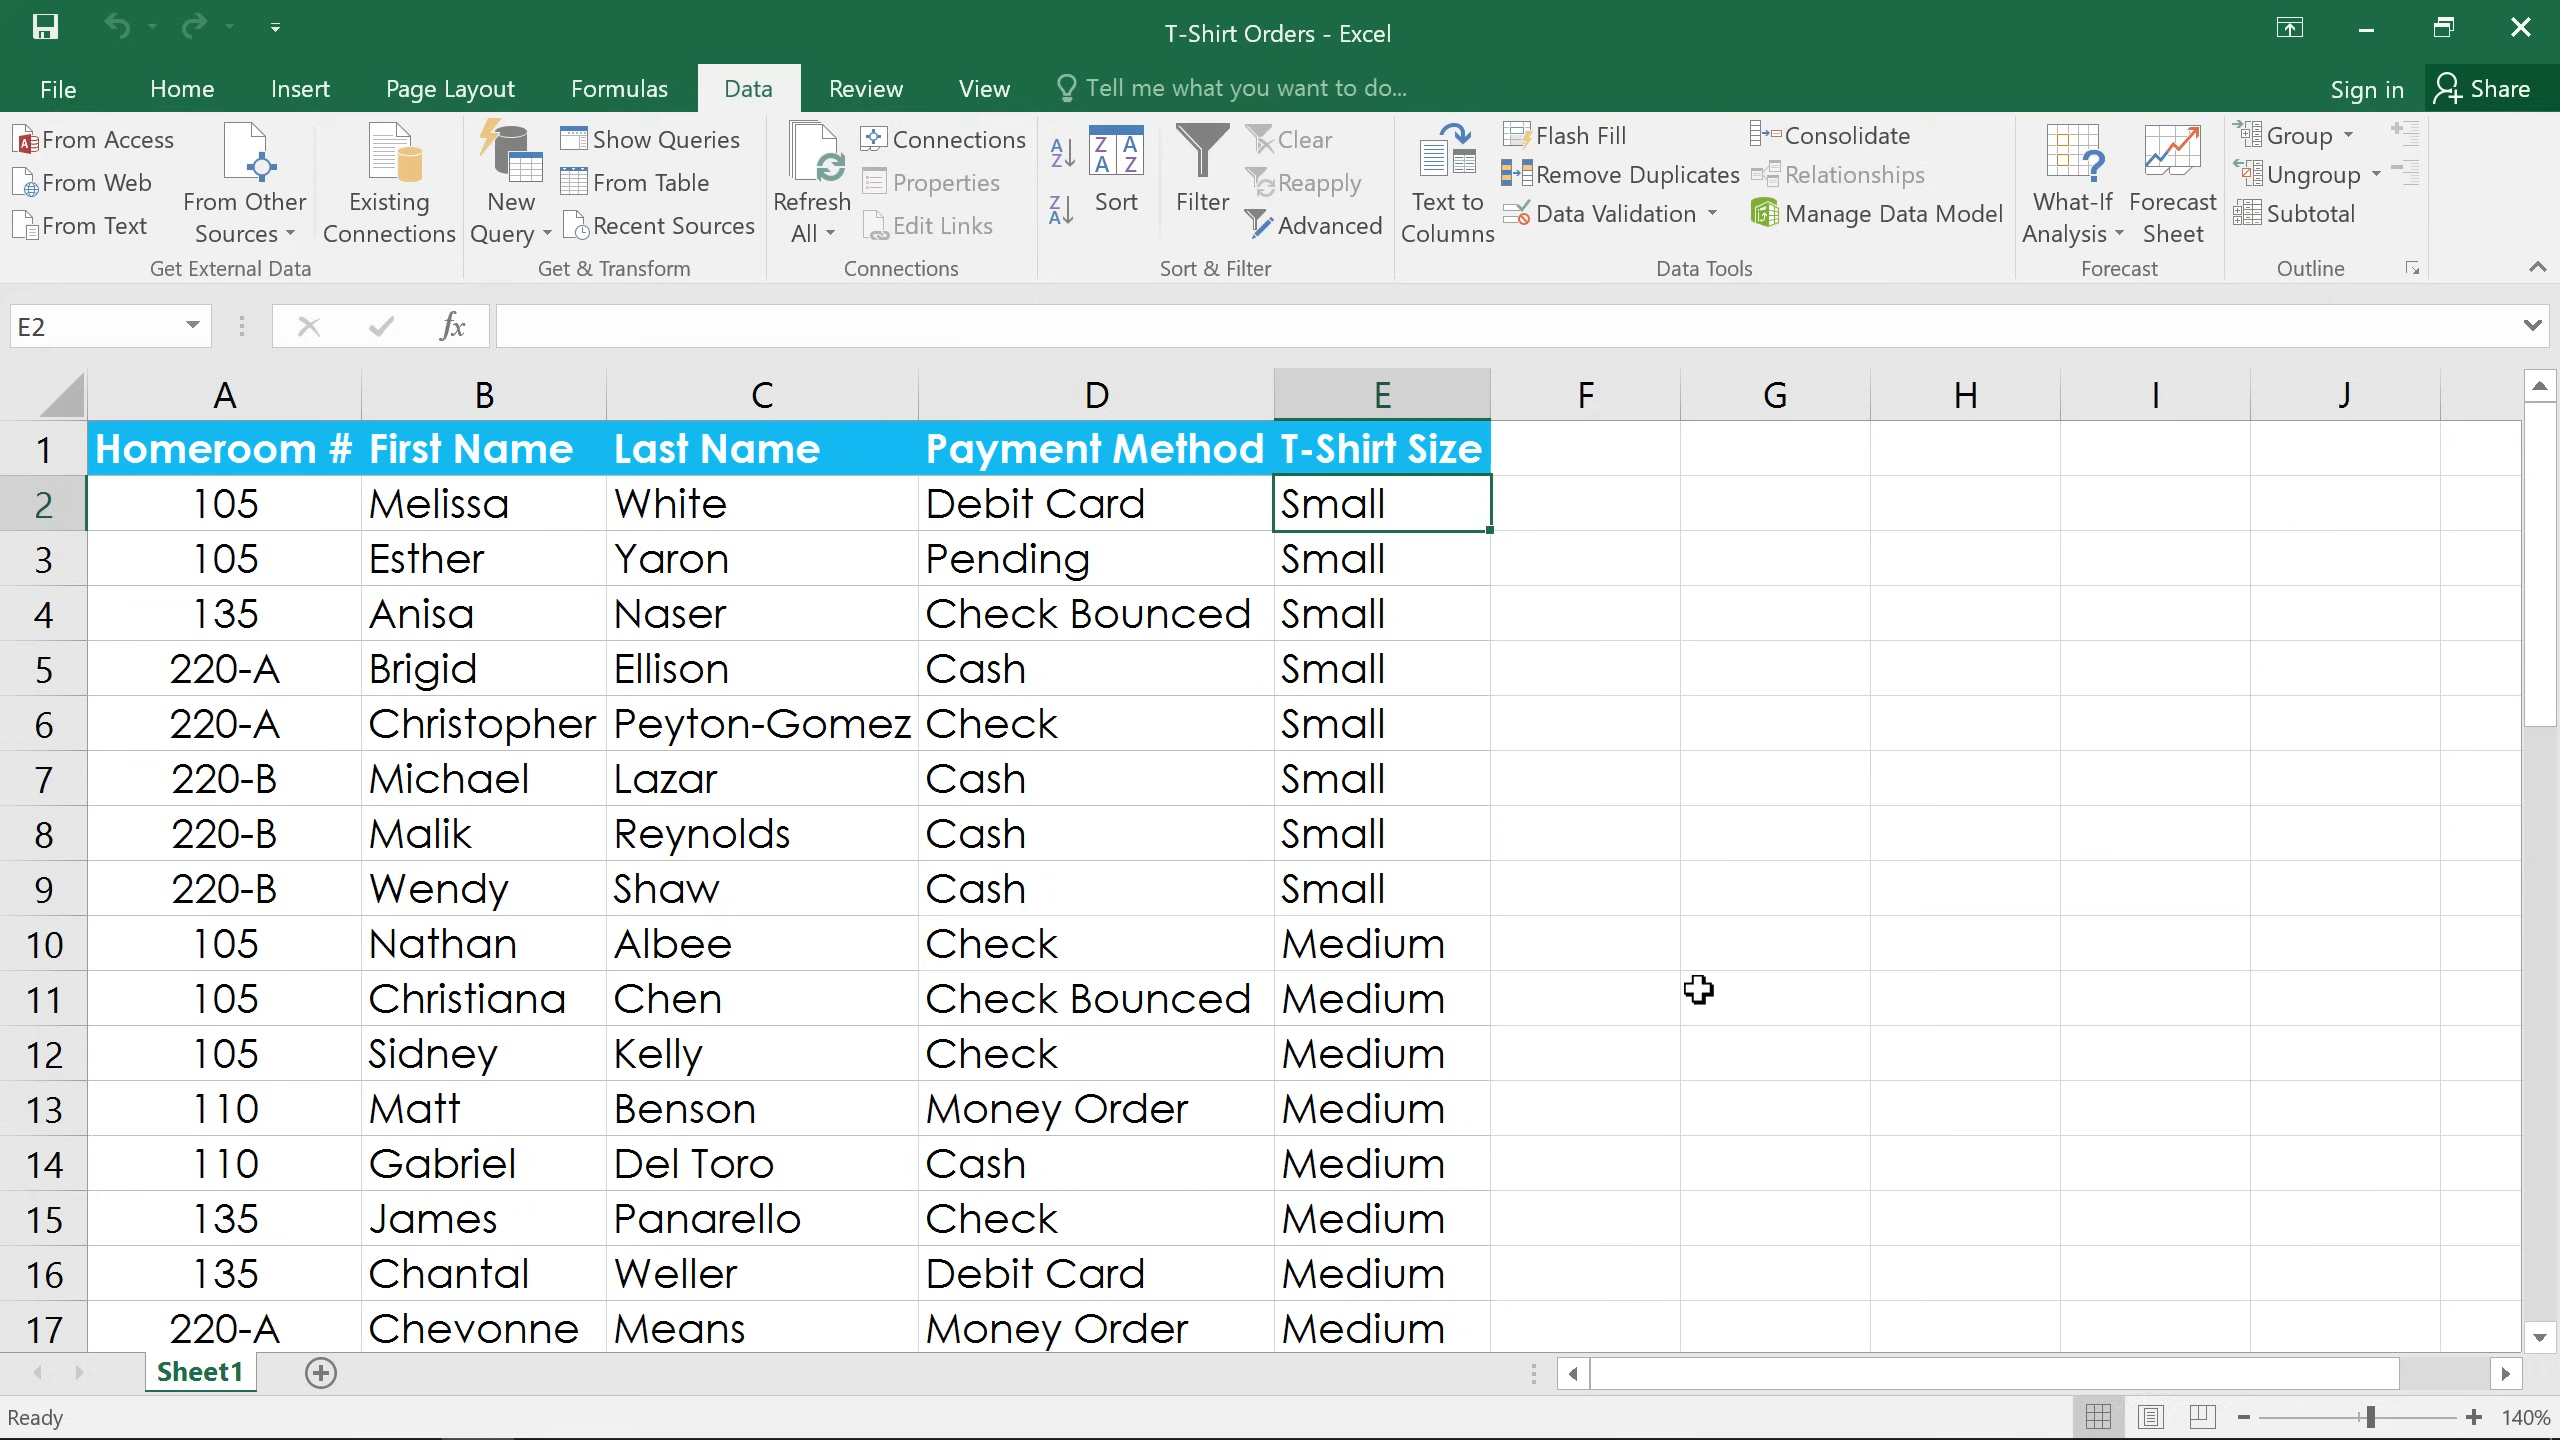 T-Shirt Orders - Excel
File Home Insert Page Layout Formulas Data Review View Tell me what you want to do... Sign in Share
From Access
From Web
From Text
From Other Sources
Existing Connections
Get External Data
New Query
Show Queries
From Table
Recent Sources
Get & Transform
Refresh All
Connections
Properties
Edit Links
Connections
Sort
Filter
Clear
Reapply
Advanced
Sort & Filter
Text to Columns
Flash Fill
Remove Duplicates
Data Validation
Consolidate
Relationships
Manage Data Model
Data Tools
What-If Analysis
Forecast Sheet
Forecast
Group
Ungroup
Subtotal
Outline
E2 fx
A B C D E F G H I J
1 Homeroom # First Name Last Name Payment Method T-Shirt Size
2 105 Melissa White Debit Card Small
3 105 Esther Yaron Pending Small
4 135 Anisa Naser Check Bounced Small
5 220-A Brigid Ellison Cash Small
6 220-A Christopher Peyton-Gomez Check Small
7 220-B Michael Lazar Cash Small
8 220-B Malik Reynolds Cash Small
9 220-B Wendy Shaw Cash Small
10 105 Nathan Albee Check Medium
11 105 Christiana Chen Check Bounced Medium
12 105 Sidney Kelly Check Medium
13 110 Matt Benson Money Order Medium
14 110 Gabriel Del Toro Cash Medium
15 135 James Panarello Check Medium
16 135 Chantal Weller Debit Card Medium
17 220-A Chevonne Means Money Order Medium
Sheet1
Ready 140%